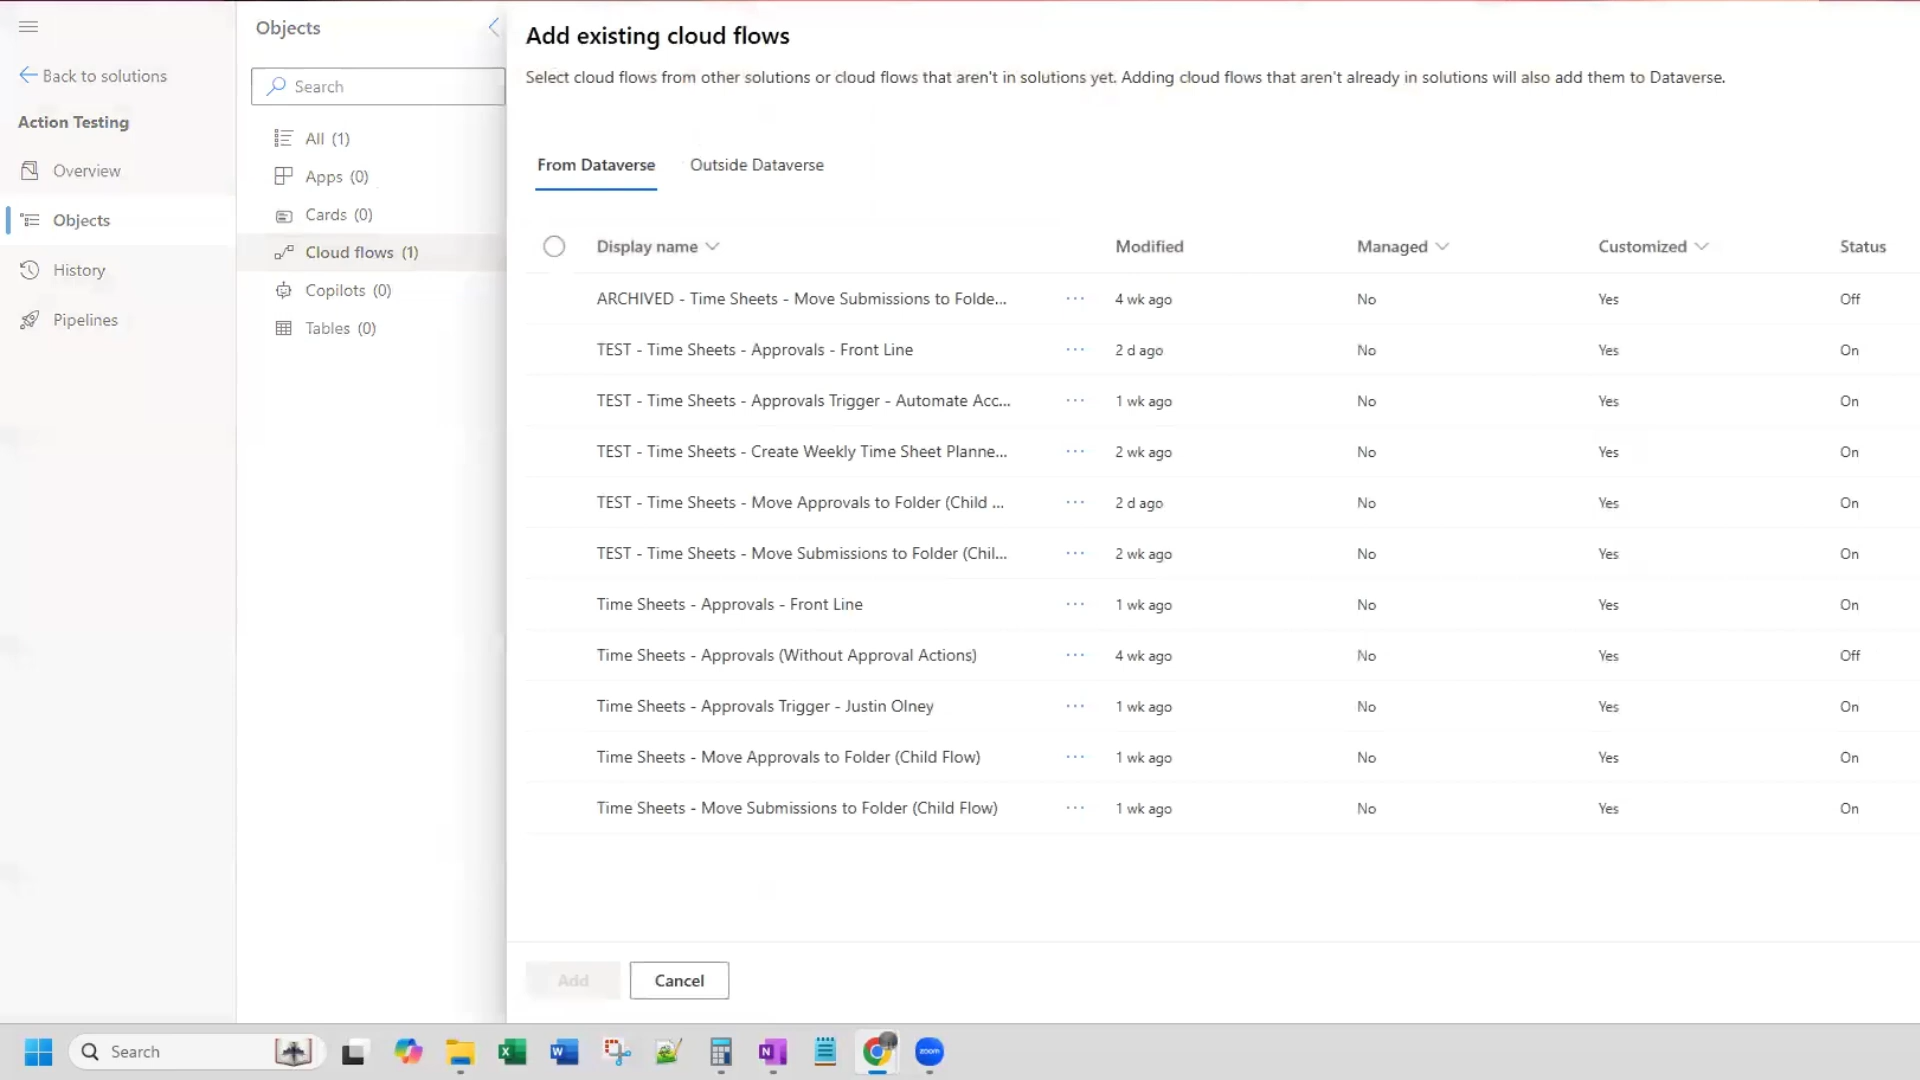 Back to solutions
Action Testing
Overview
Objects
History
Pipelines
Objects
Search
All (1)
Apps (0)
Cards (0)
Cloud flows (1)
Copilots (0)
Tables (0)
Add existing cloud flows
Select cloud flows from other solutions or cloud flows that aren't in solutions yet. Adding cloud flows that aren't already in solutions will also add them to Dataverse.
From Dataverse Outside Dataverse
Display name Modified Managed Customized Status
ARCHIVED - Time Sheets - Move Submissions to Folde... ··· 4 wk ago No Yes Off
TEST - Time Sheets - Approvals - Front Line ··· 2 d ago No Yes On
TEST - Time Sheets - Approvals Trigger - Automate Acc... ··· 1 wk ago No Yes On
TEST - Time Sheets - Create Weekly Time Sheet Planne... ··· 2 wk ago No Yes On
TEST - Time Sheets - Move Approvals to Folder (Child ... ··· 2 d ago No Yes On
TEST - Time Sheets - Move Submissions to Folder (Chil... ··· 2 wk ago No Yes On
Time Sheets - Approvals - Front Line ··· 1 wk ago No Yes On
Time Sheets - Approvals (Without Approval Actions) ··· 4 wk ago No Yes Off
Time Sheets - Approvals Trigger - Justin Olney ··· 1 wk ago No Yes On
Time Sheets - Move Approvals to Folder (Child Flow) ··· 1 wk ago No Yes On
Time Sheets - Move Submissions to Folder (Child Flow) ··· 1 wk ago No Yes On
Add Cancel
Search
zoom